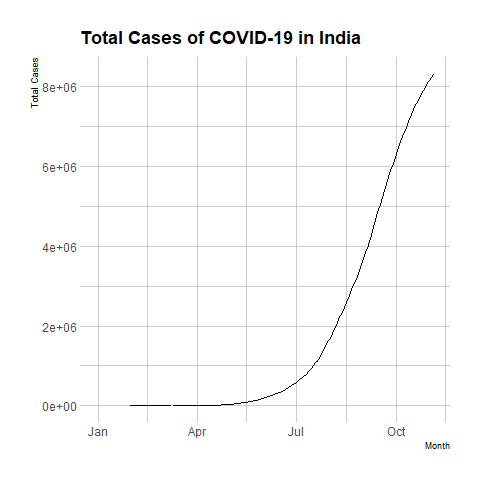 Total Cases of COVID-19 in India
Total Cases
8e+06
6e+06
4e+06
2e+06
0e+00
Jan Apr Jul Oct
Month